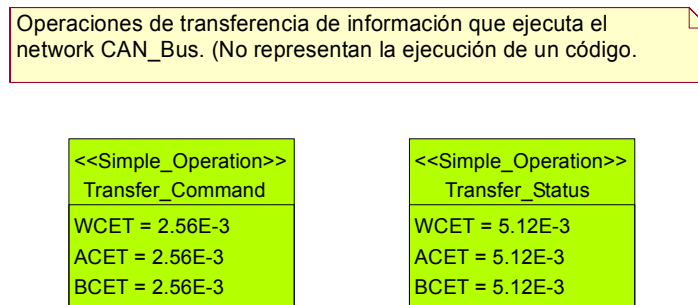 Operaciones de transferencia de información que ejecuta el
network CAN_Bus. (No representan la ejecución de un código.
<<Simple_Operation>>
Transfer_Command
WCET = 2.56E-3
ACET = 2.56E-3
BCET = 2.56E-3
<<Simple_Operation>>
Transfer_Status
WCET = 5.12E-3
ACET = 5.12E-3
BCET = 5.12E-3